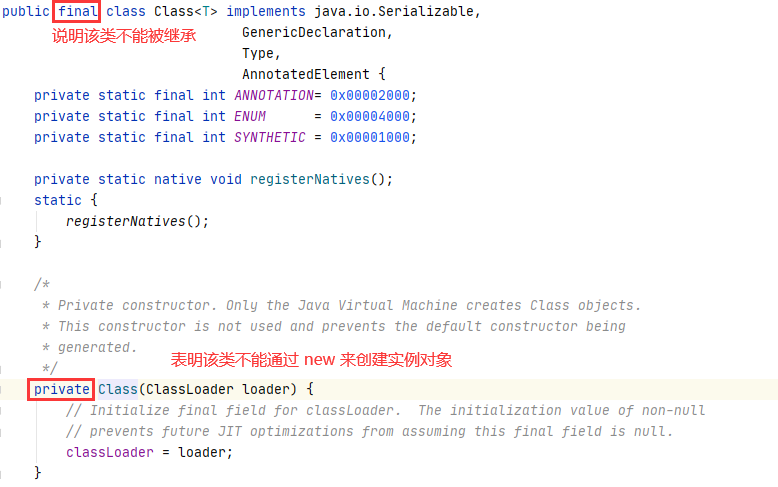 public final class Class<T> implements java.io.Serializable,
说明该类不能被继承
GenericDeclaration,
Type,
AnnotatedElement {
private static final int ANNOTATION= 0x00002000;
private static final int ENUM      = 0x00004000;
private static final int SYNTHETIC = 0x00001000;
private static native void registerNatives();
static {
registerNatives();
}
/*
* Private constructor. Only the Java Virtual Machine creates Class objects.
* This constructor is not used and prevents the default constructor being
* generated.
表明该类不能通过 new 来创建实例对象
*/
private Class(ClassLoader loader) {
// Initialize final field for classLoader.  The initialization value of non-null
// prevents future JIT optimizations from assuming this final field is null.
classLoader = loader;
}